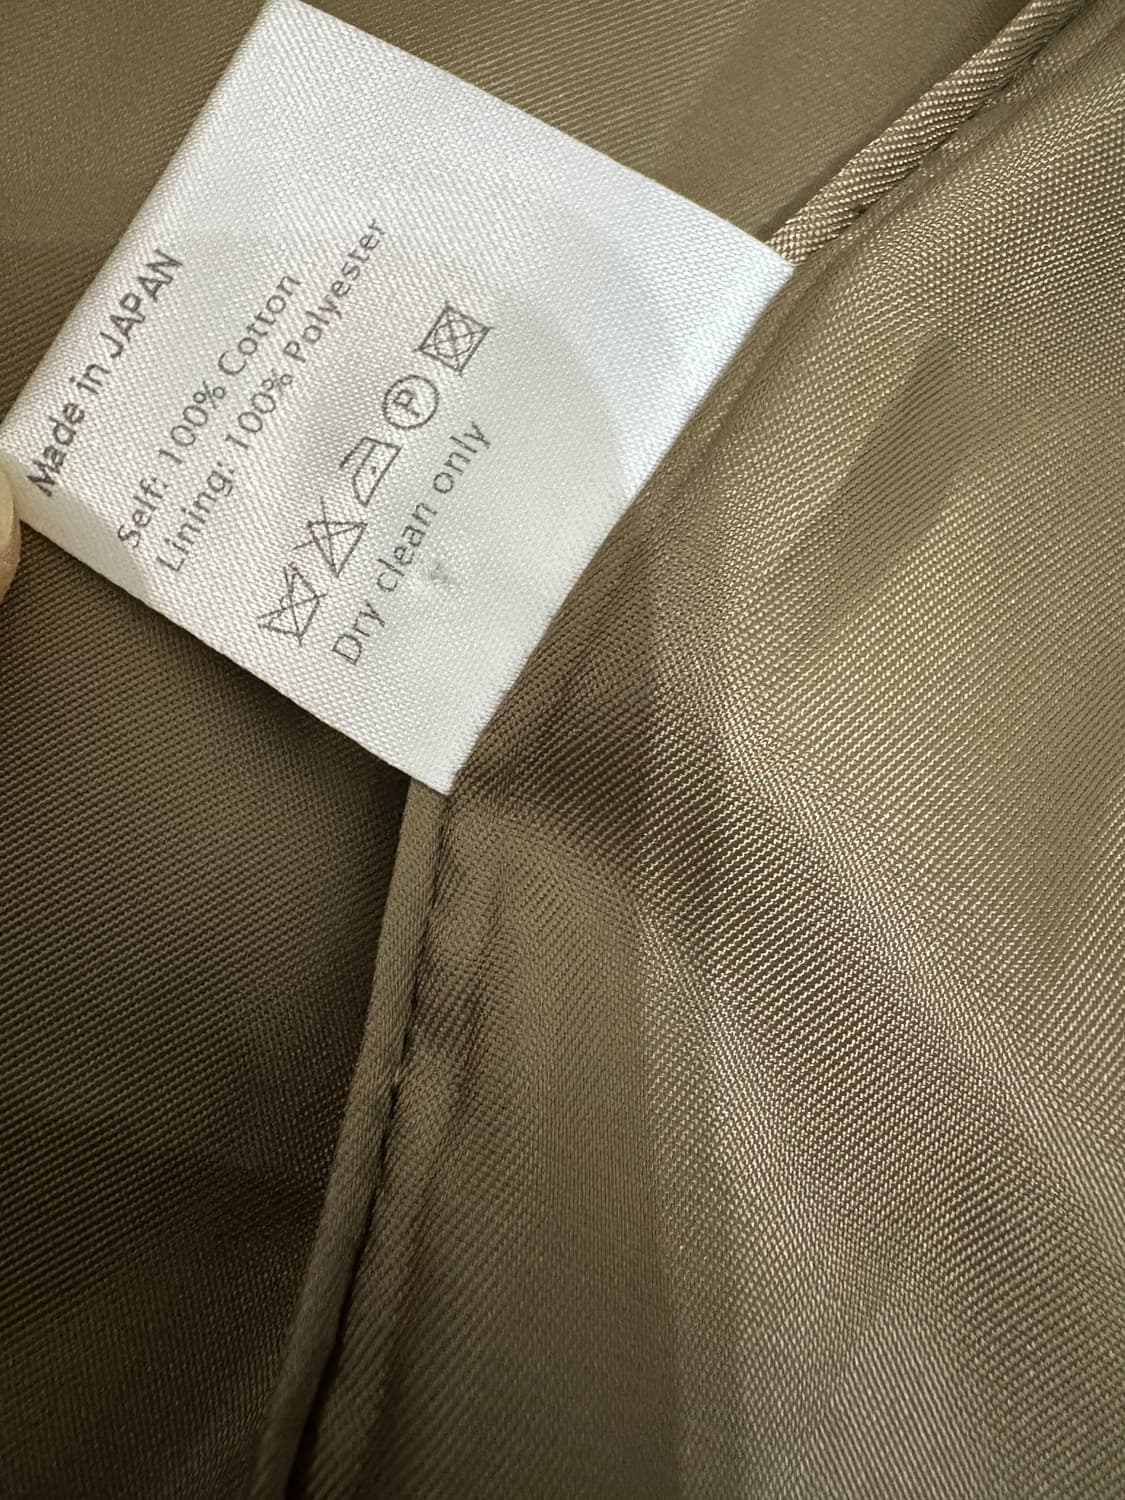 Made in JAPAN
Self: 100% Cotton
Lining: 100% Polyester
P
Dry clean only